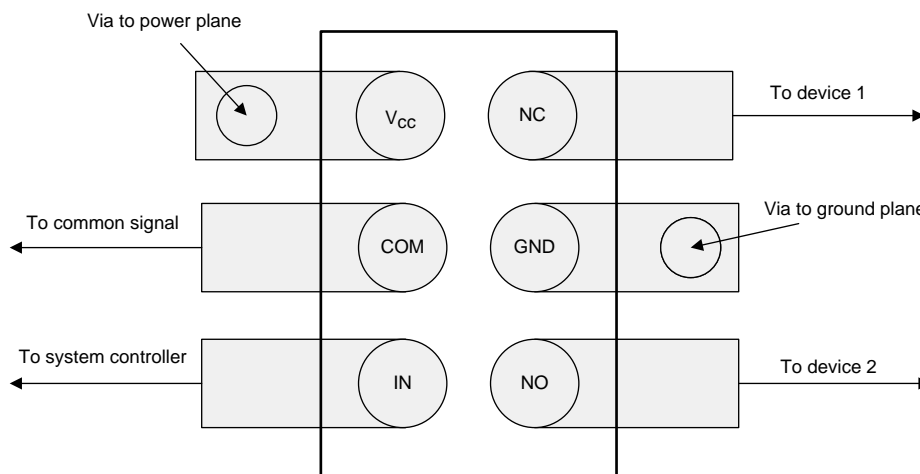 Via to power plane
VCC
NC
To device 1
To common signal
COM
GND
Via to ground plane
To system controller
IN
NO
To device 2